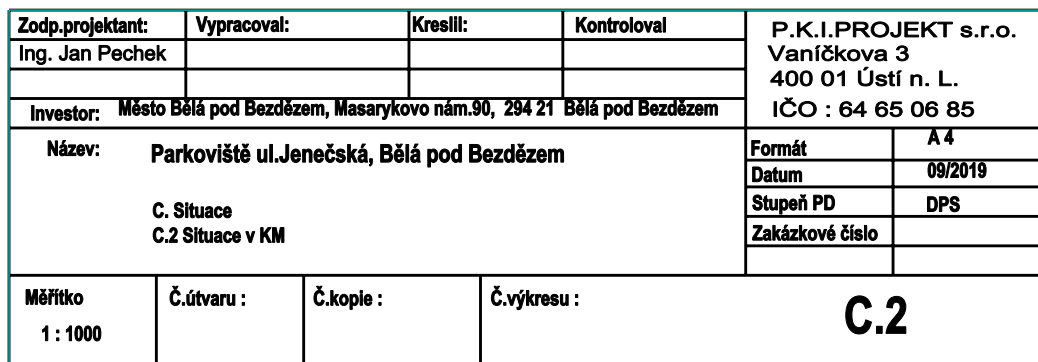 Zodp.projektant: Vypracoval: Kreslil: Kontroloval
Ing. Jan Pechek
Investor: Město Bělá pod Bezdězem, Masarykovo nám.90, 294 21 Bělá pod Bezdězem
P.K.I.PROJEKT s.r.o.
Vaníčkova 3
400 01 Ústí n. L.
IČO : 64 65 06 85
Název: Parkoviště ul.Jenečská, Bělá pod Bezdězem
C. Situace
C.2 Situace v KM
Formát A 4
Datum 09/2019
Stupeň PD DPS
Zakázkové číslo
Měřítko Č.útvaru : Č.kopie : Č.výkresu :
1 : 1000
C.2